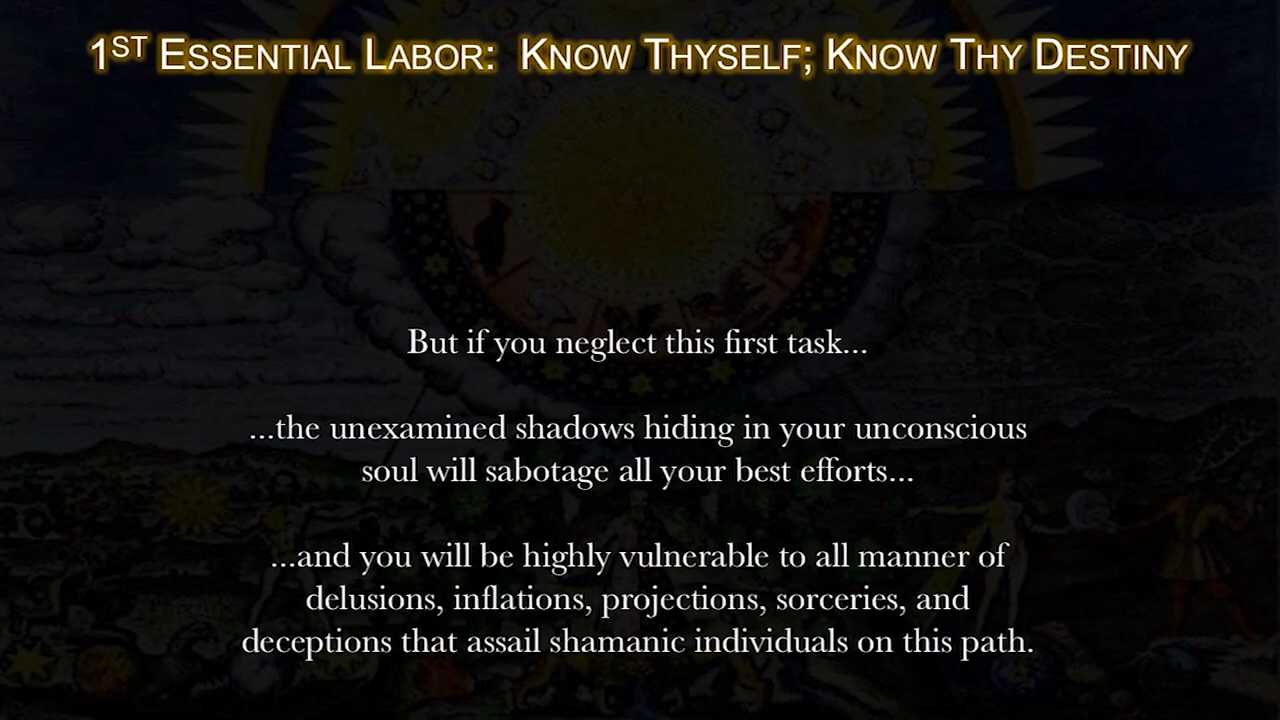 1ST ESSENTIAL LABOR: KNOW THYSELF; KNOW THY DESTINY
But if you neglect this first task...
...the unexamined shadows hiding in your unconscious
soul will sabotage all your best efforts...
...and you will be highly vulnerable to all manner of
delusions, inflations, projections, sorceries, and
deceptions that assail shamanic individuals on this path.